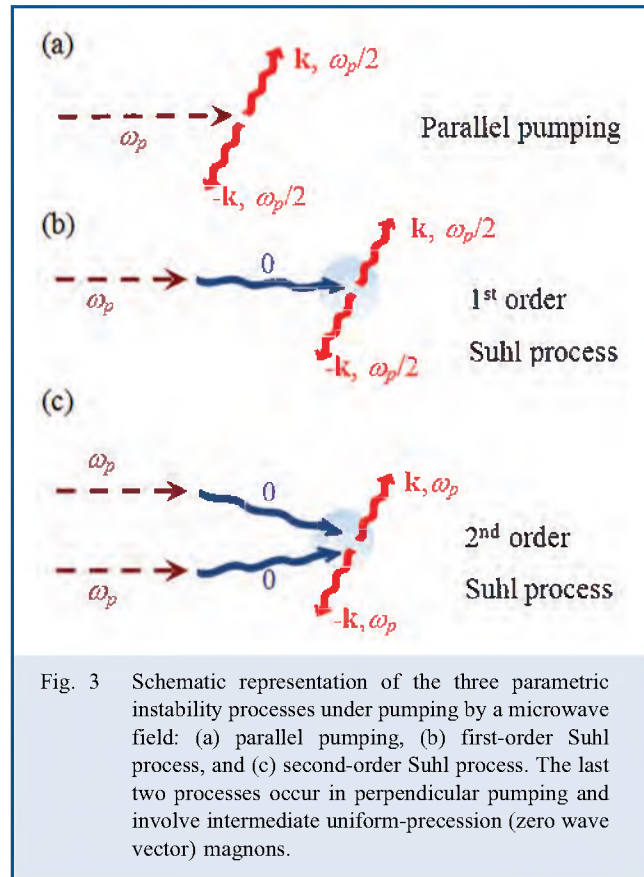 (a)
k, ωp/2
ωp
Parallel pumping
-k, ωp/2
(b)
k, ωp/2
0
ωp
1st order
Suhl process
-k, ωp/2
(c)
ωp
0
k, ωp
2nd order
Suhl process
0
ωp
-k, ωp
Fig. 3 Schematic representation of the three parametric
instability processes under pumping by a microwave
field: (a) parallel pumping, (b) first-order Suhl
process, and (c) second-order Suhl process. The last
two processes occur in perpendicular pumping and
involve intermediate uniform-precession (zero wave
vector) magnons.